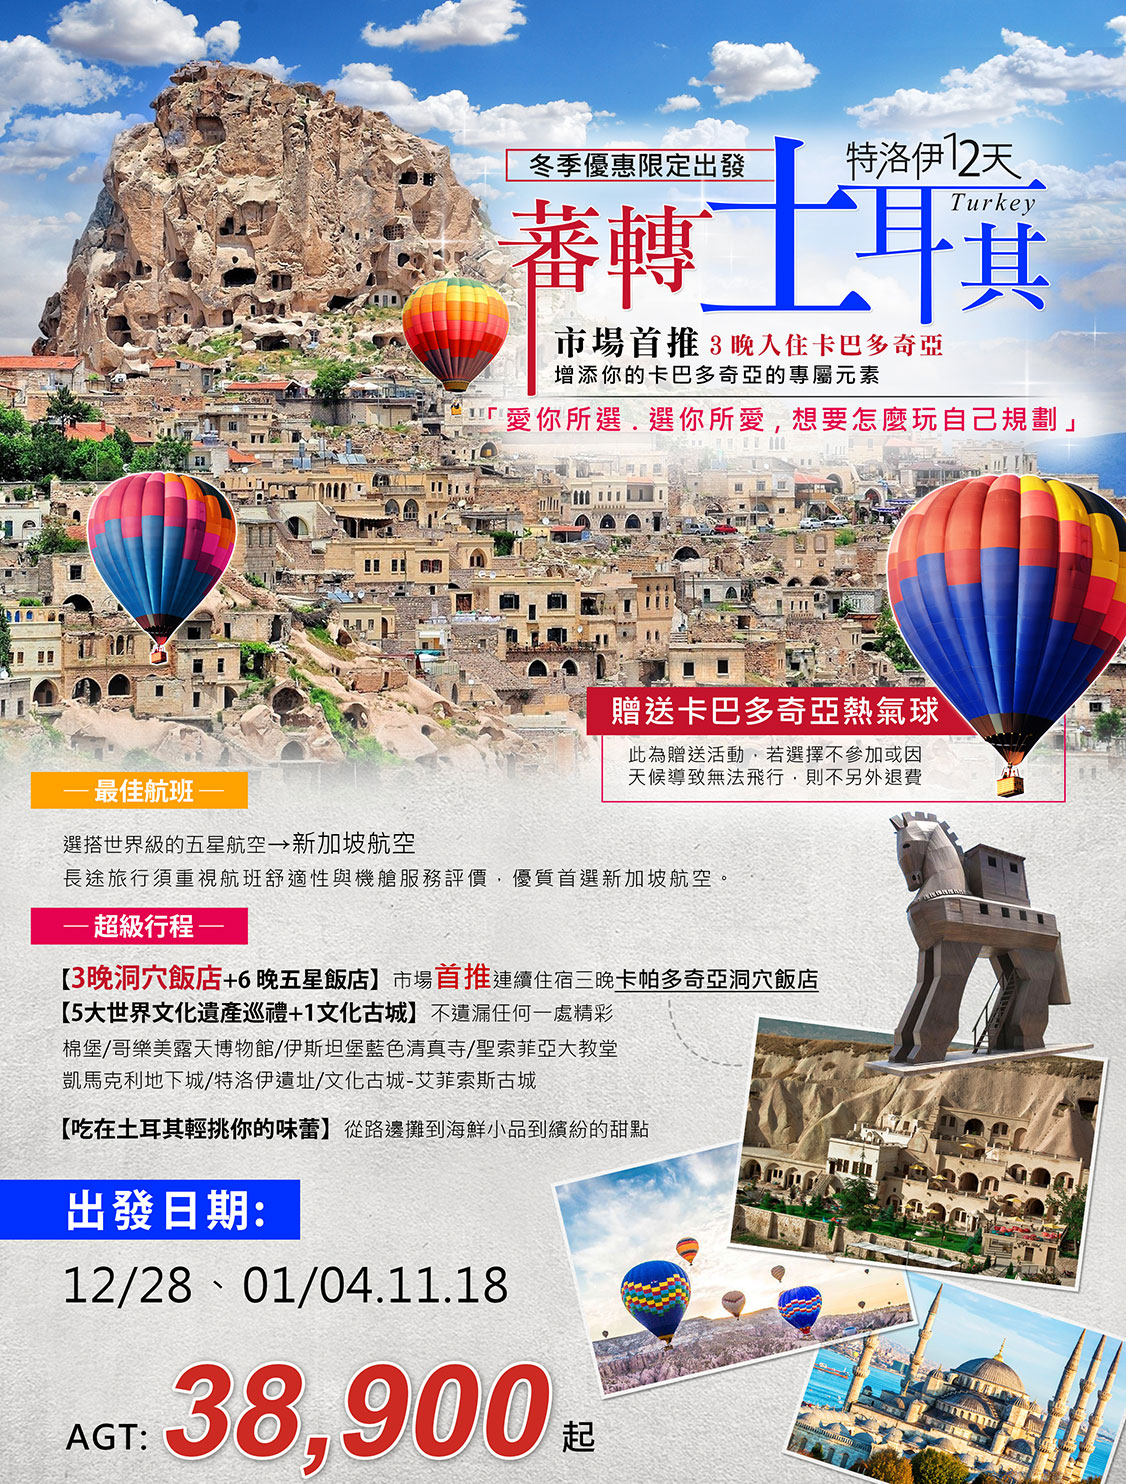 冬季優惠限定出發
特洛伊12天
Turkey
蕃轉土耳其
市場首推 3 晚入住卡巴多奇亞
增添你的卡巴多奇亞的專屬元素
「愛你所選 . 選你所愛 , 想要怎麼玩自己規劃」
贈送卡巴多奇亞熱氣球
此為贈送活動，若選擇不參加或因
天候導致無法飛行，則不另外退費
— 最佳航班 —
選搭世界級的五星航空→新加坡航空
長途旅行須重視航班舒適性與機艙服務評價，優質首選新加坡航空。
— 超級行程 —
【3晚洞穴飯店+6 晚五星飯店】市場首推連續住宿三晚卡帕多奇亞洞穴飯店
【5大世界文化遺產巡禮+1文化古城】不遺漏任何一處精彩
棉堡/哥樂美露天博物館/伊斯坦堡藍色清真寺/聖索菲亞大教堂
凱馬克利地下城/特洛伊遺址/文化古城-艾菲索斯古城
【吃在土耳其輕挑你的味蕾】從路邊攤到海鮮小品到繽紛的甜點
出發日期:
12/28、01/04.11.18
AGT: 38,900 起